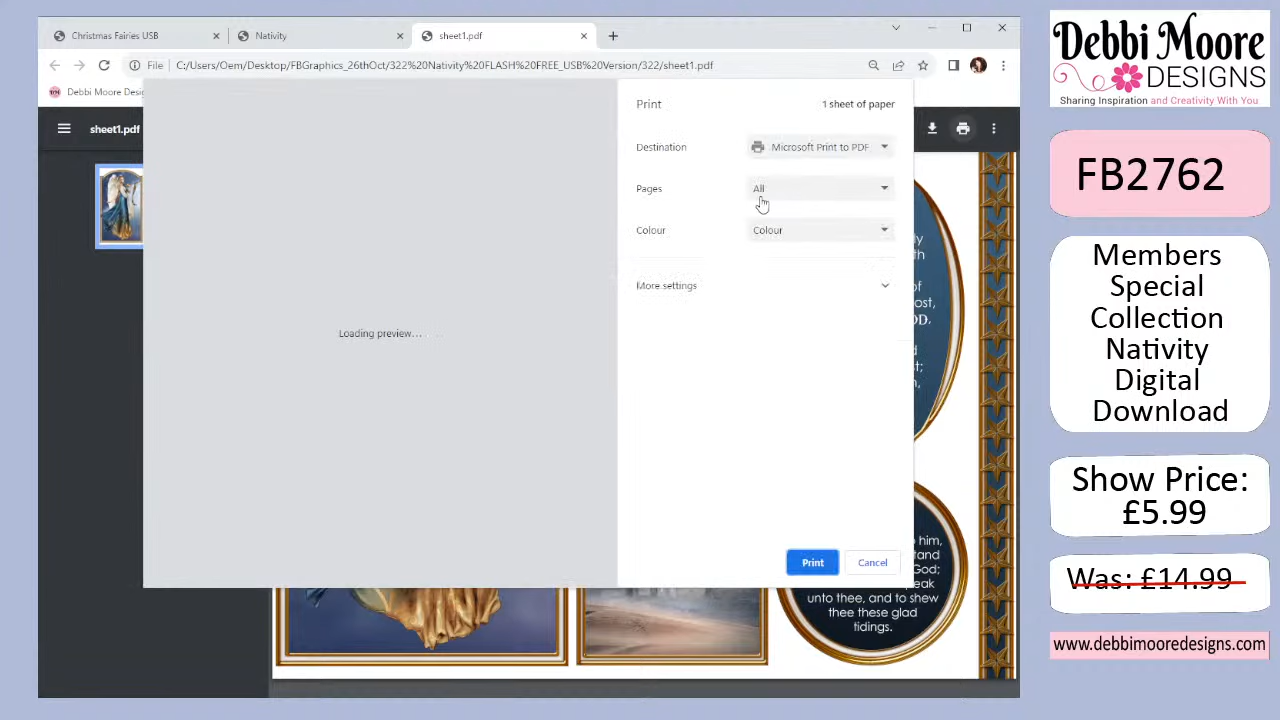 Christmas Fairies USB
Nativity
sheet1.pdf
File
C:/Users/Oem/Desktop/FBGraphics_26thOct/322%20Nativity%20FLASH%20FREE_USB%20Version/322/sheet1.pdf
Debbi Moore Desig
sheet1.pdf
Print
1 sheet of paper
Destination
Microsoft Print to PDF
Pages
All
Colour
Colour
More settings
Loading preview...
Print
Cancel
of
him,
God;
unto thee, and to shew
thee these glad
tidings.
Debbi Moore
DESIGNS
Sharing Inspiration and Creativity With You
FB2762
Members
Special
Collection
Nativity
Digital
Download
Show Price:
£5.99
Was: £14.99
www.debbimooredesigns.com